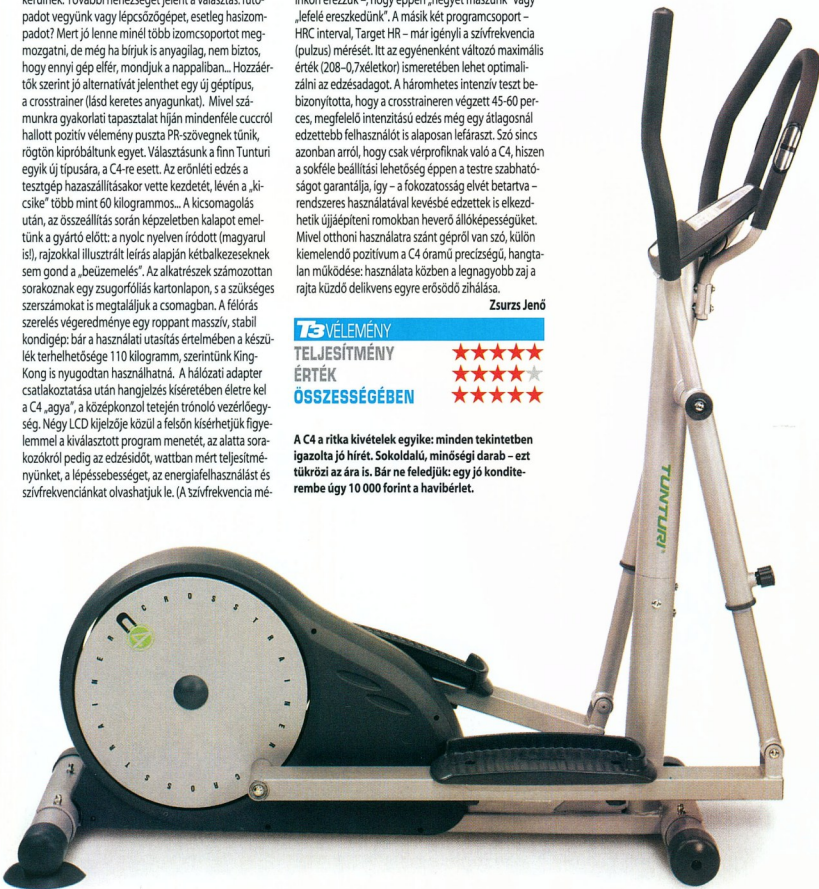 kerülnek. További nehézséget jelent a választás: futó-
padot vegyünk vagy lépcsőzőgépet, esetleg hasizom-
padot? Mert jó lenne minél több izomcsoportot meg-
mozgatni, de még ha bírjuk is anyagilag, nem biztos,
hogy ennyi gép elfér, mondjuk a nappaliban... Hozzáér-
tők szerint jó alternatívát jelenthet egy új géptípus,
a crosstrainer (lásd keretes anyagunkat). Mivel szá-
munkra gyakorlati tapasztalat híján mindenféle cuccról
hallott pozitív vélemény puszta PR-szövegnek tűnik,
rögtön kipróbáltunk egyet. Választásunk a finn Tunturi
egyik új típusára, a C4-re esett. Az erőnléti edzés a
tesztgép hazaszállításakor vette kezdetét, lévén a „ki-
csike” több mint 60 kilogrammos... A kicsomagolás
után, az összeállítás során képzeletben kalapot emel-
tünk a gyártó előtt: a nyolc nyelven íródott (magyarul
is!), rajzokkal illusztrált leírás alapján kétbalkezeseknek
sem gond a „beüzemelés”. Az alkatrészek számozottan
sorakoznak egy zsugorfóliás kartonlapon, s a szükséges
szerszámokat is megtaláljuk a csomagban. A félórás
szerelés végeredménye egy roppant masszív, stabil
kondigép: bár a használati utasítás értelmében a készü-
lék terhelhetősége 110 kilogramm, szerintünk King-
Kong is nyugodtan használhatná. A hálózati adapter
csatlakoztatása után hangjelzés kíséretében életre kel
a C4 „agya”, a középkonzol tetején trónoló vezérlőegy-
ség. Négy LCD kijelzője közül a felsőn kísérhetjük figye-
lemmel a kiválasztott program menetét, az alatta sora-
kozókról pedig az edzésidőt, wattban mért teljesítmé-
nyünket, a lépéssebességet, az energiafelhasználást és
szívfrekvenciánkat olvashatjuk le. (A szívfrekvencia mé-
inkon érezzük –, hogy éppen „hegyet mászunk” vagy
„lefelé ereszkedünk”. A másik két programcsoport –
HRC interval, Target HR – már igényli a szívfrekvencia
(pulzus) mérését. Itt az egyénenként változó maximális
érték (208–0,7xéletkor) ismeretében lehet optimali-
zálni az edzésadagot. A háromhetes intenzív teszt be-
bizonyította, hogy a crosstraineren végzett 45-60 per-
ces, megfelelő intenzitású edzés még egy átlagosnál
edzettebb felhasználót is alaposan lefáraszt. Szó sincs
azonban arról, hogy csak vérprofiknak való a C4, hiszen
a sokféle beállítási lehetőség éppen a testre szabható-
ságot garantálja, így – a fokozatosság elvét betartva –
rendszeres használatával kevésbé edzettek is elkezd-
hetik újjáépíteni romokban heverő állóképességüket.
Mivel otthoni használatra szánt gépről van szó, külön
kiemelendő pozitívum a C4 óramű precízségű, hangta-
lan működése: használata közben a legnagyobb zaj a
rajta küzdő delikvens egyre erősödő zihálása.
Zsurzs Jenő
T3 VÉLEMÉNY
TELJESÍTMÉNY
ÉRTÉK
ÖSSZESSÉGÉBEN
A C4 a ritka kivételek egyike: minden tekintetben
igazolta jó hírét. Sokoldalú, minőségi darab – ezt
tükrözi az ára is. Bár ne feledjük: egy jó kondite-
rembe úgy 10 000 forint a havibérlet.
TUNTURI
C4
CROSSTRAINER
CROSSTRAINER